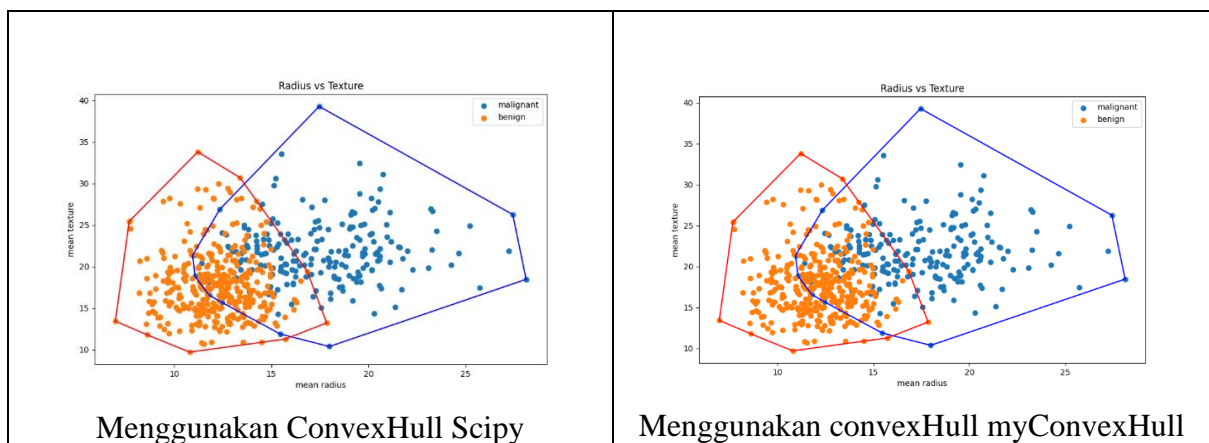 Radius vs Texture
malignant
benign
40
35
30
25
20
15
10
mean texture
10
15
20
25
mean radius
Menggunakan ConvexHull Scipy
Radius vs Texture
malignant
benign
40
35
30
25
20
15
10
mean texture
10
15
20
25
mean radius
Menggunakan convexHull myConvexHull